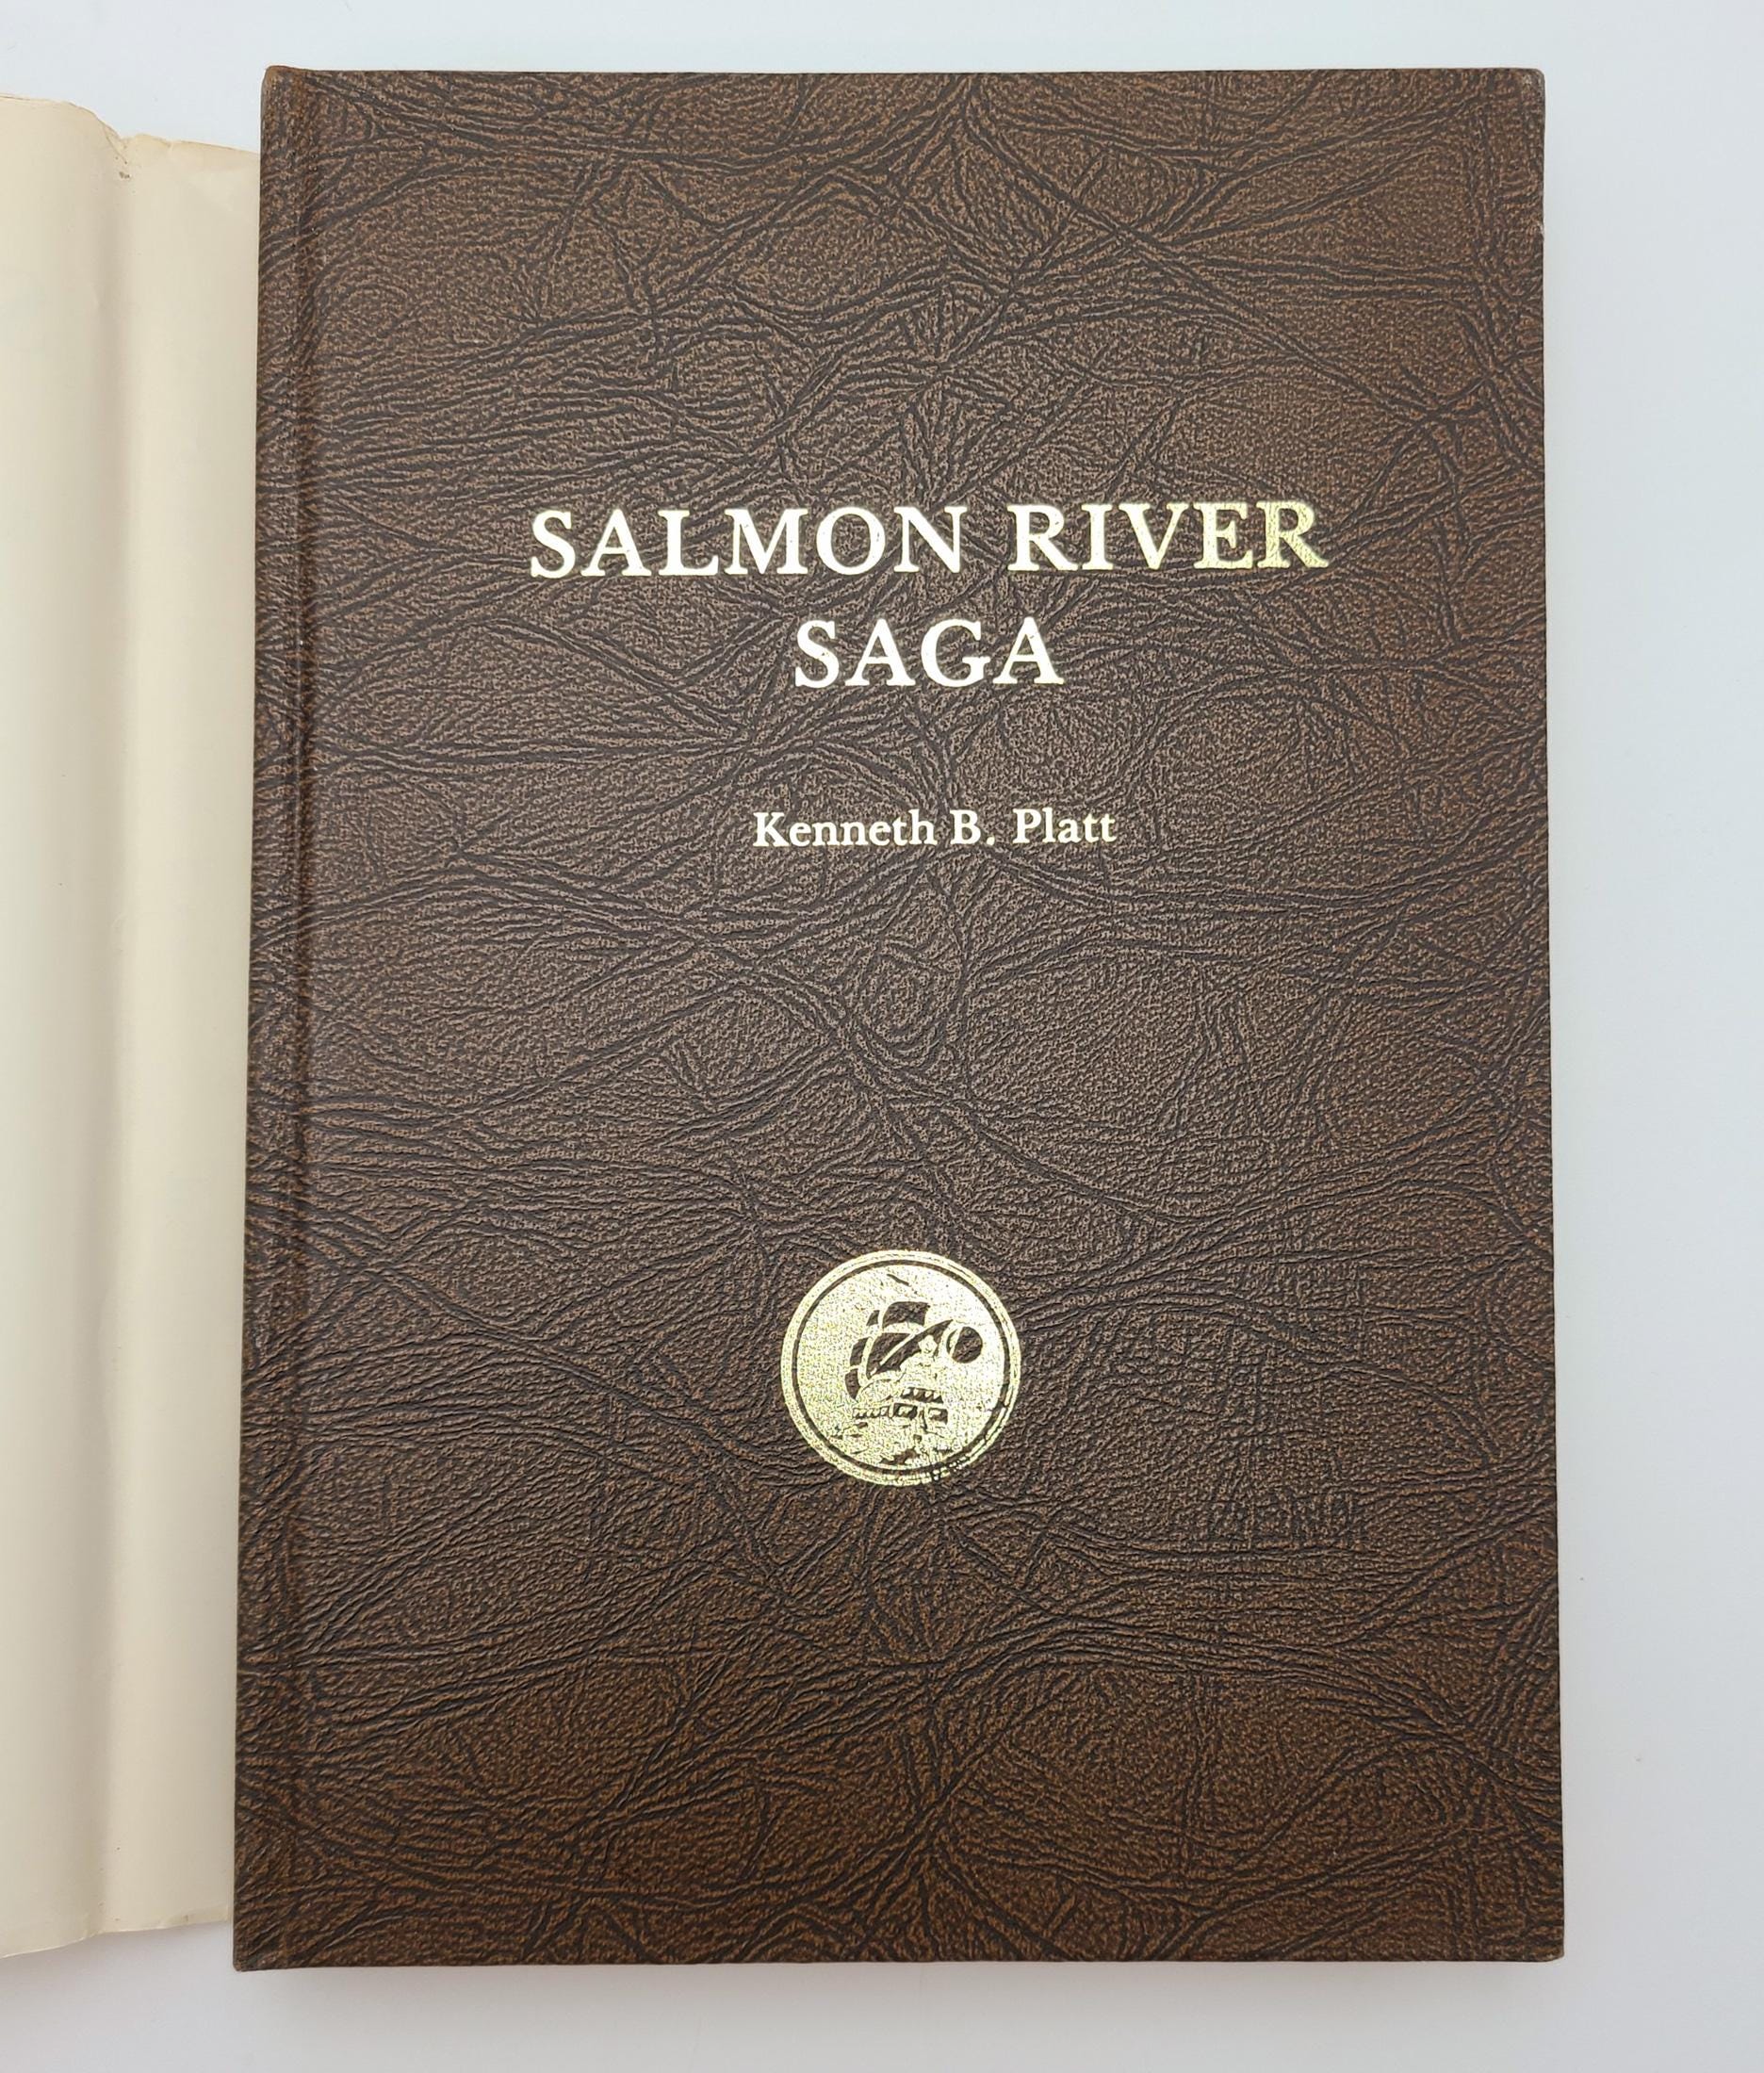 SALMON RIVER
SAGA
Kenneth B. Platt